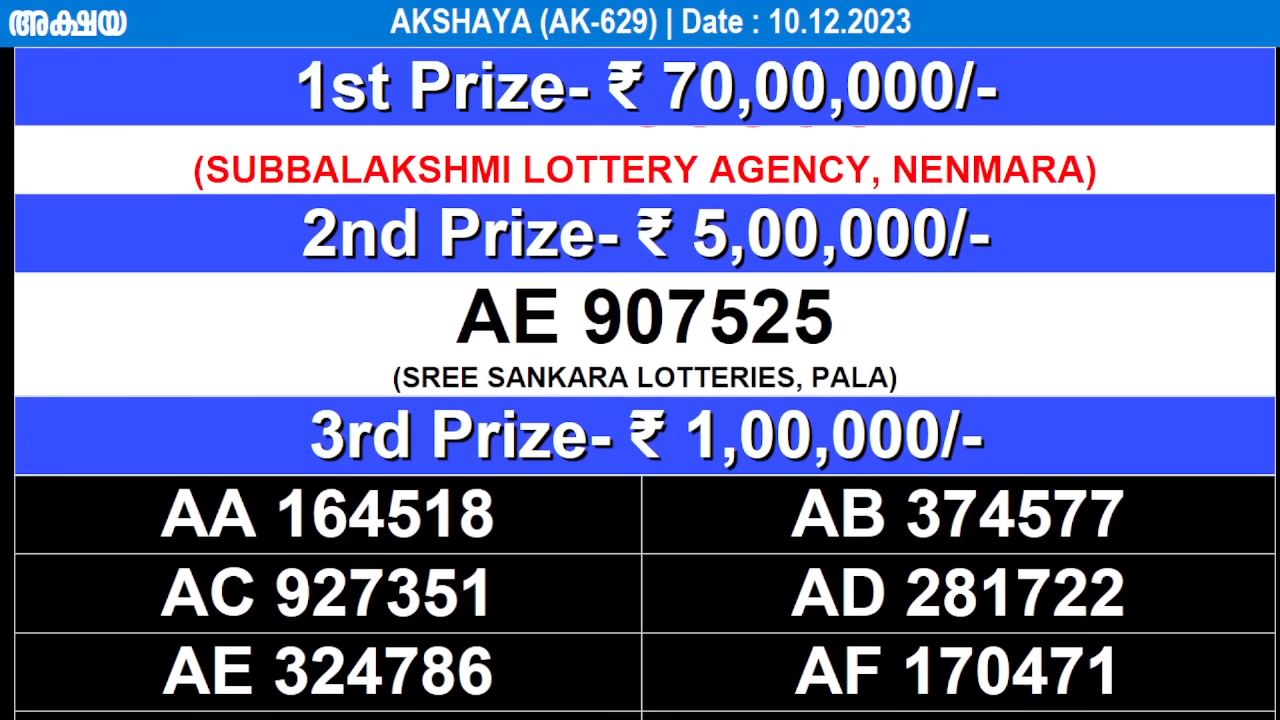 അക്ഷയ
AKSHAYA (AK-629) | Date : 10.12.2023
1st Prize- ₹ 70,00,000/-
(SUBBALAKSHMI LOTTERY AGENCY, NENMARA)
2nd Prize- ₹ 5,00,000/-
AE 907525
(SREE SANKARA LOTTERIES, PALA)
3rd Prize- ₹ 1,00,000/-
AA 164518
AB 374577
AC 927351
AD 281722
AE 324786
AF 170471